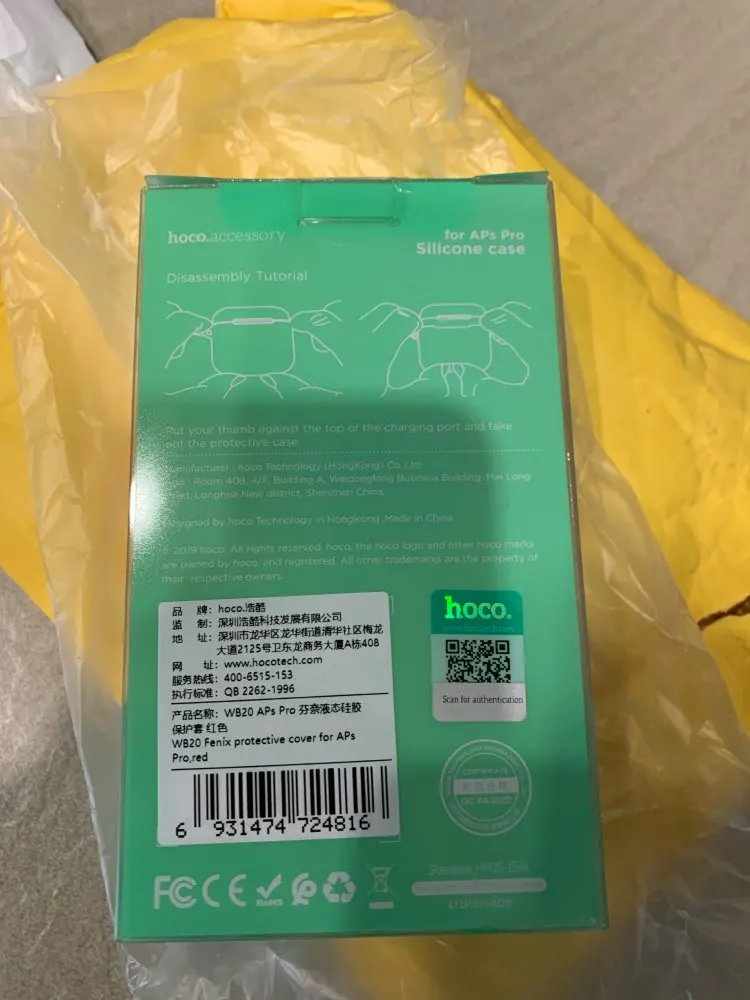 hoco.accessory
for APs Pro
Silicone case
Disassembly Tutorial
Put your thumb against the top of the charging port and take
out the protective case.
Manufacturer : hoco Technology (HongKong) Co.,Ltd
Room 408, 4/F, Building A, Weidonglong Business Building, Mei Long
Road, Longhua New district, Shenzhen China
Designed by hoco Technology in HongKong ,Made in China
© 2019 hoco. All rights reserved. hoco, the hoco logo and other hoco marks
are owned by hoco, and registered. All other trademarks are the property of
their respective owners.
品 牌: hoco.浩酷
监 制: 深圳浩酷科技发展有限公司
地 址: 深圳市龙华区龙华街道清华社区梅龙
大道2125号卫东龙商务大厦A栋408
网 址: www.hocotech.com
服务热线: 400-6515-153
执行标准: QB 2262-1996
产品名称: WB20 APs Pro 芬奈液态硅胶
保护套 红色
WB20 Fenix protective cover for APs
Pro,red
6 931474 724816
hoco.
Scan for authentication
CERTIFICATE
QC PASSED
FC CE RoHS